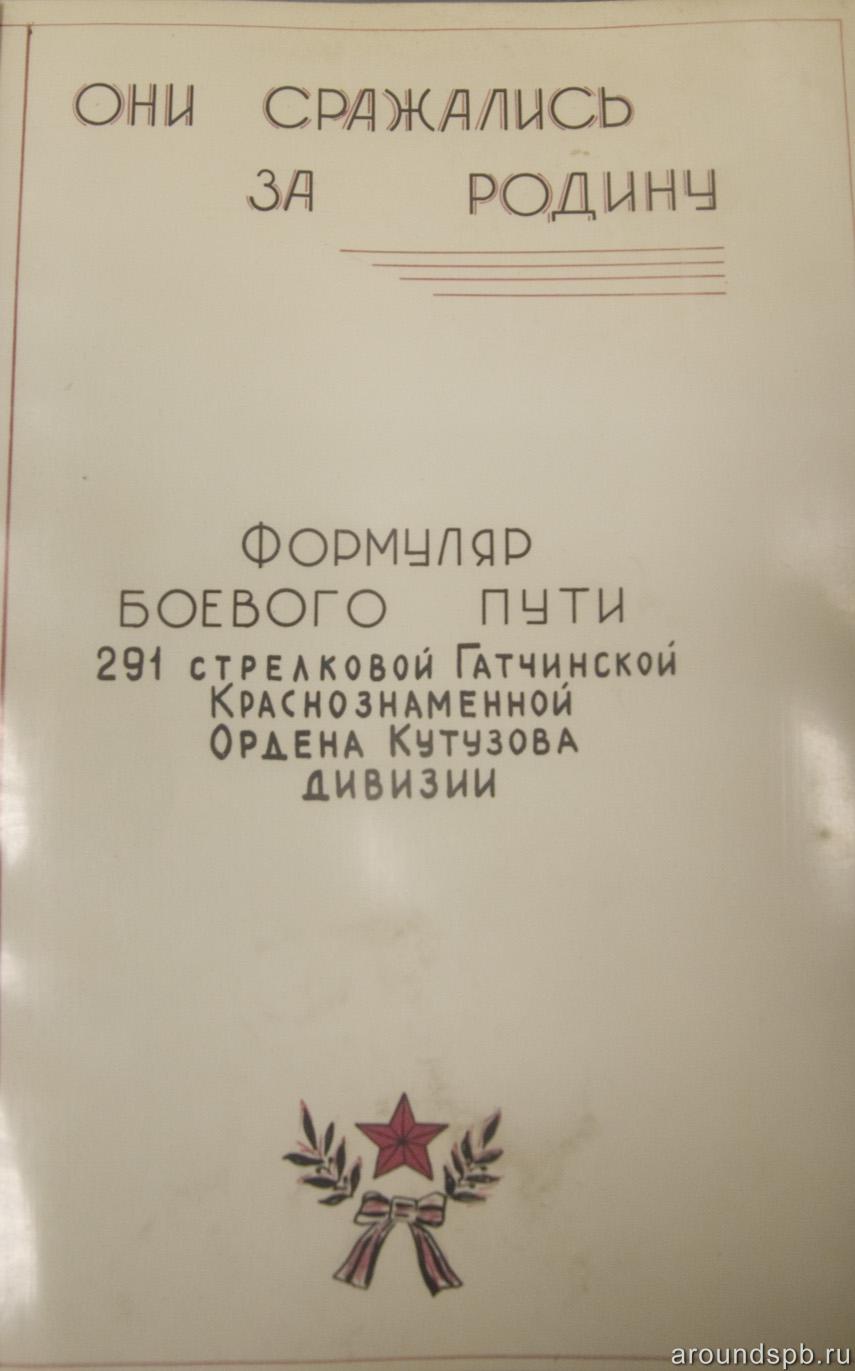 ОНИ СРАЖАЛИСЬ
ЗА РОДИНУ
ФОРМУЛЯР
БОЕВОГО ПУТИ
291 СТРЕЛКОВОЙ ГАТЧИНСКОЙ
КРАСНОЗНАМЕННОЙ
ОРДЕНА КУТУЗОВА
ДИВИЗИИ
aroundspb.ru